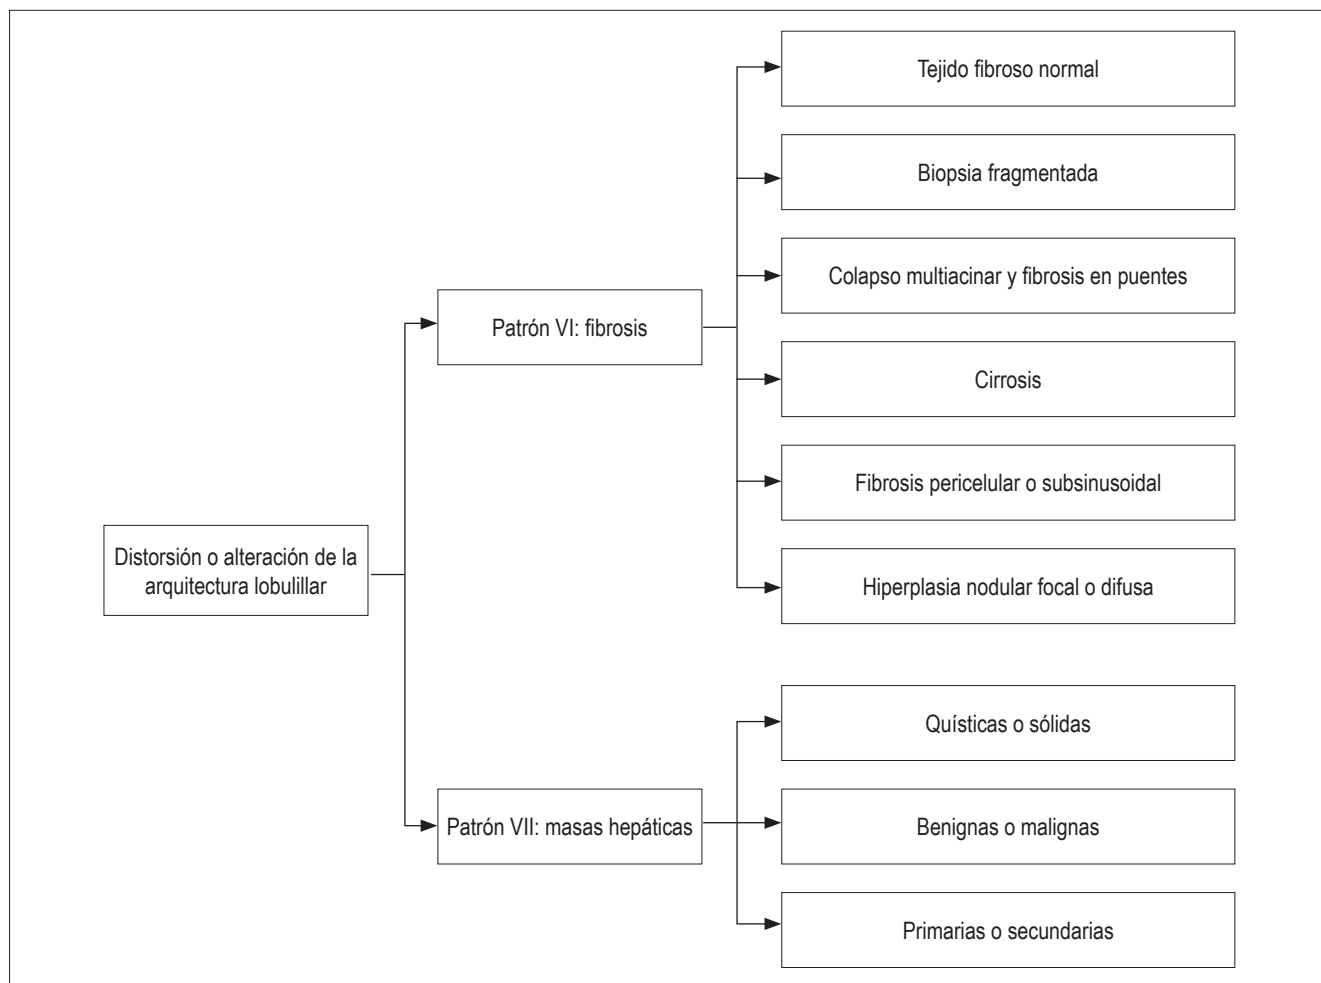 Tejido fibroso normal
Biopsia fragmentada
Colapso multiacinar y fibrosis en puentes
Patrón VI: fibrosis
Cirrosis
Fibrosis pericelular o subsinusoidal
Distorsión o alteración de la
arquitectura lobulillar
Hiperplasia nodular focal o difusa
Quísticas o sólidas
Patrón VII: masas hepáticas
Benignas o malignas
Primarias o secundarias